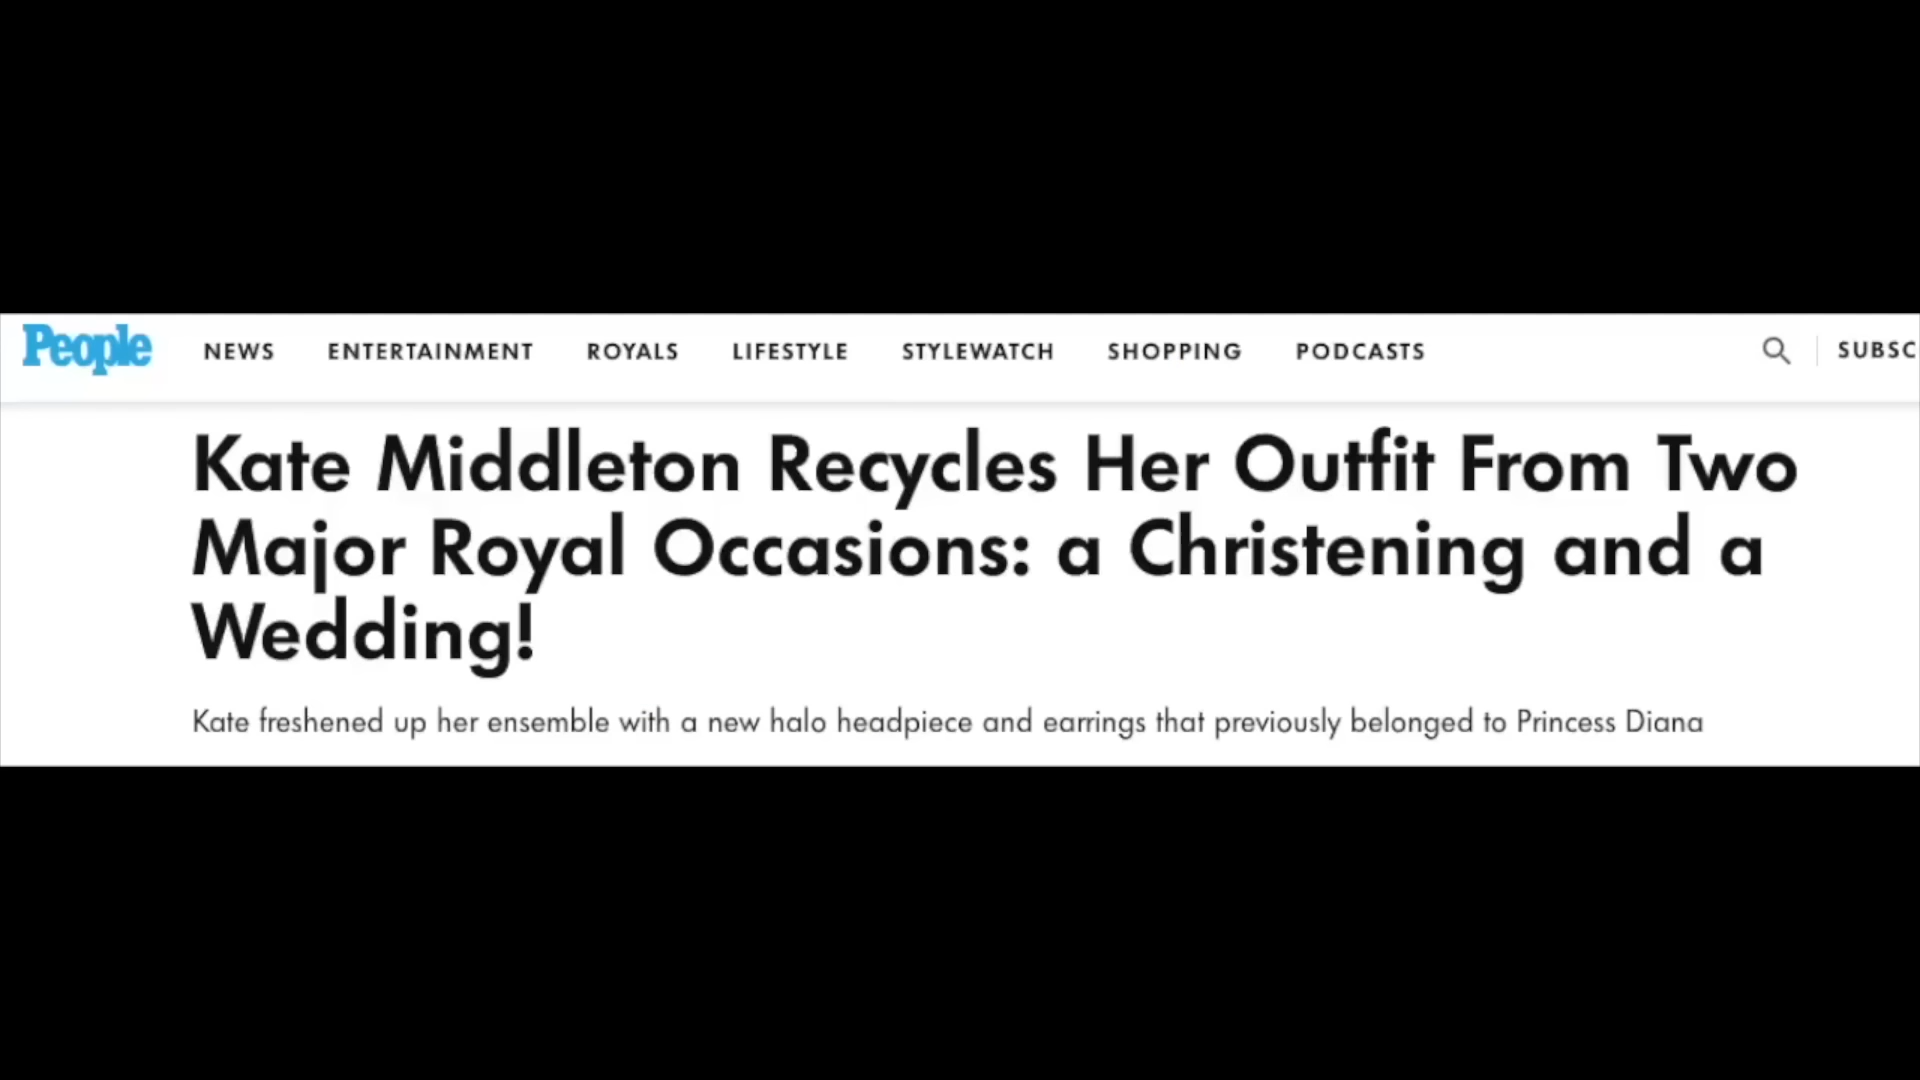 People NEWS ENTERTAINMENT ROYALS LIFESTYLE STYLEWATCH SHOPPING PODCASTS SUBSC
Kate Middleton Recycles Her Outfit From Two
Major Royal Occasions: a Christening and a
Wedding!
Kate freshened up her ensemble with a new halo headpiece and earrings that previously belonged to Princess Diana